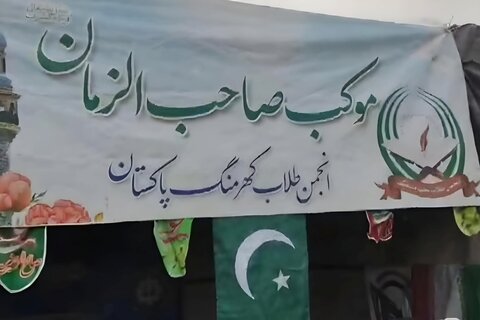 موکب صاحب الزمان
انجمن طلاب کھرمنگ پاکستان